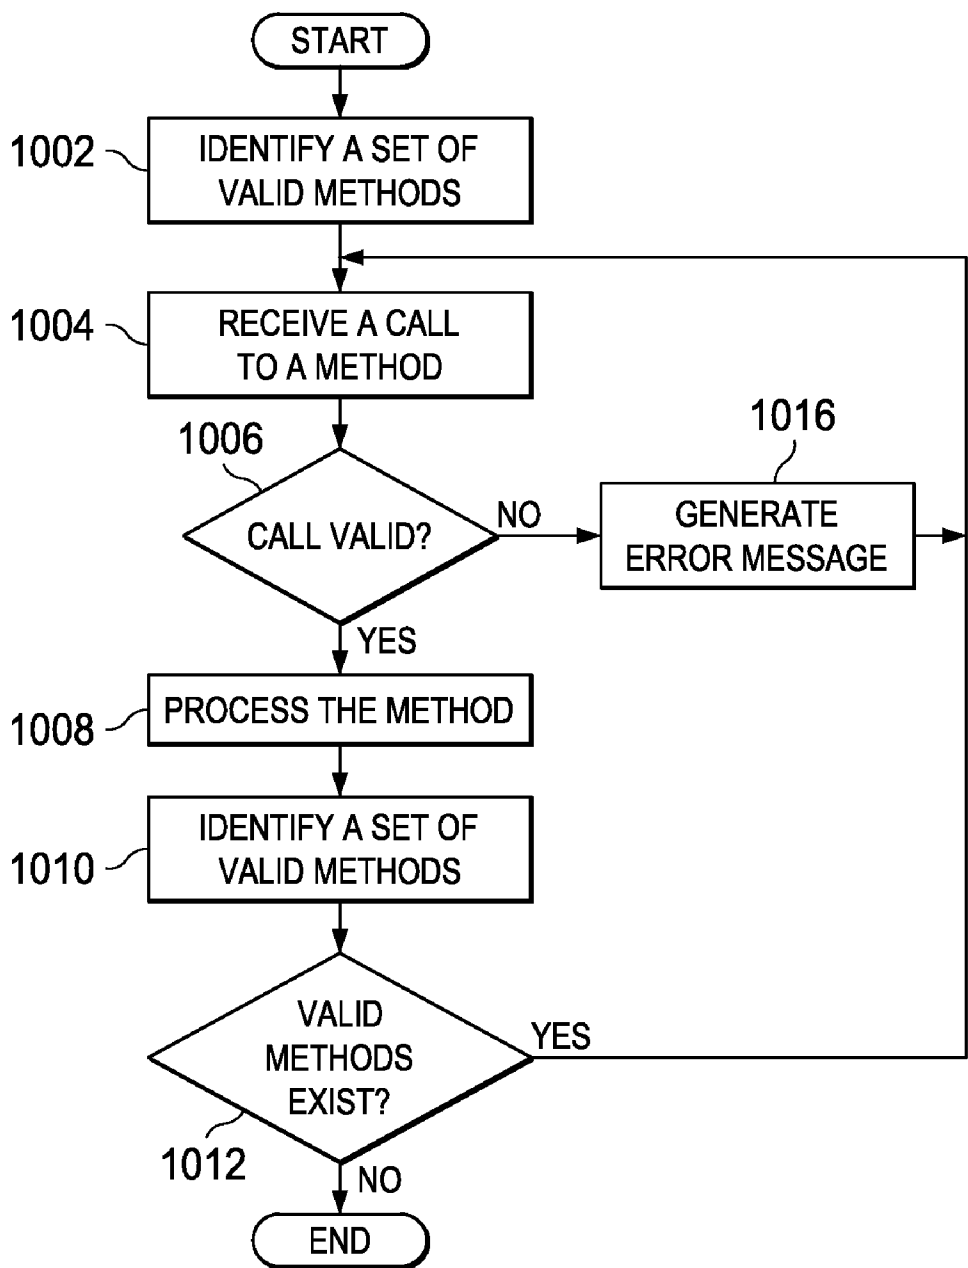 START
1002
IDENTIFY A SET OF
VALID METHODS
1004
RECEIVE A CALL
TO A METHOD
1006
CALL VALID?
NO
1016
GENERATE
ERROR MESSAGE
YES
1008
PROCESS THE METHOD
1010
IDENTIFY A SET OF
VALID METHODS
VALID
METHODS
EXIST?
YES
1012
NO
END